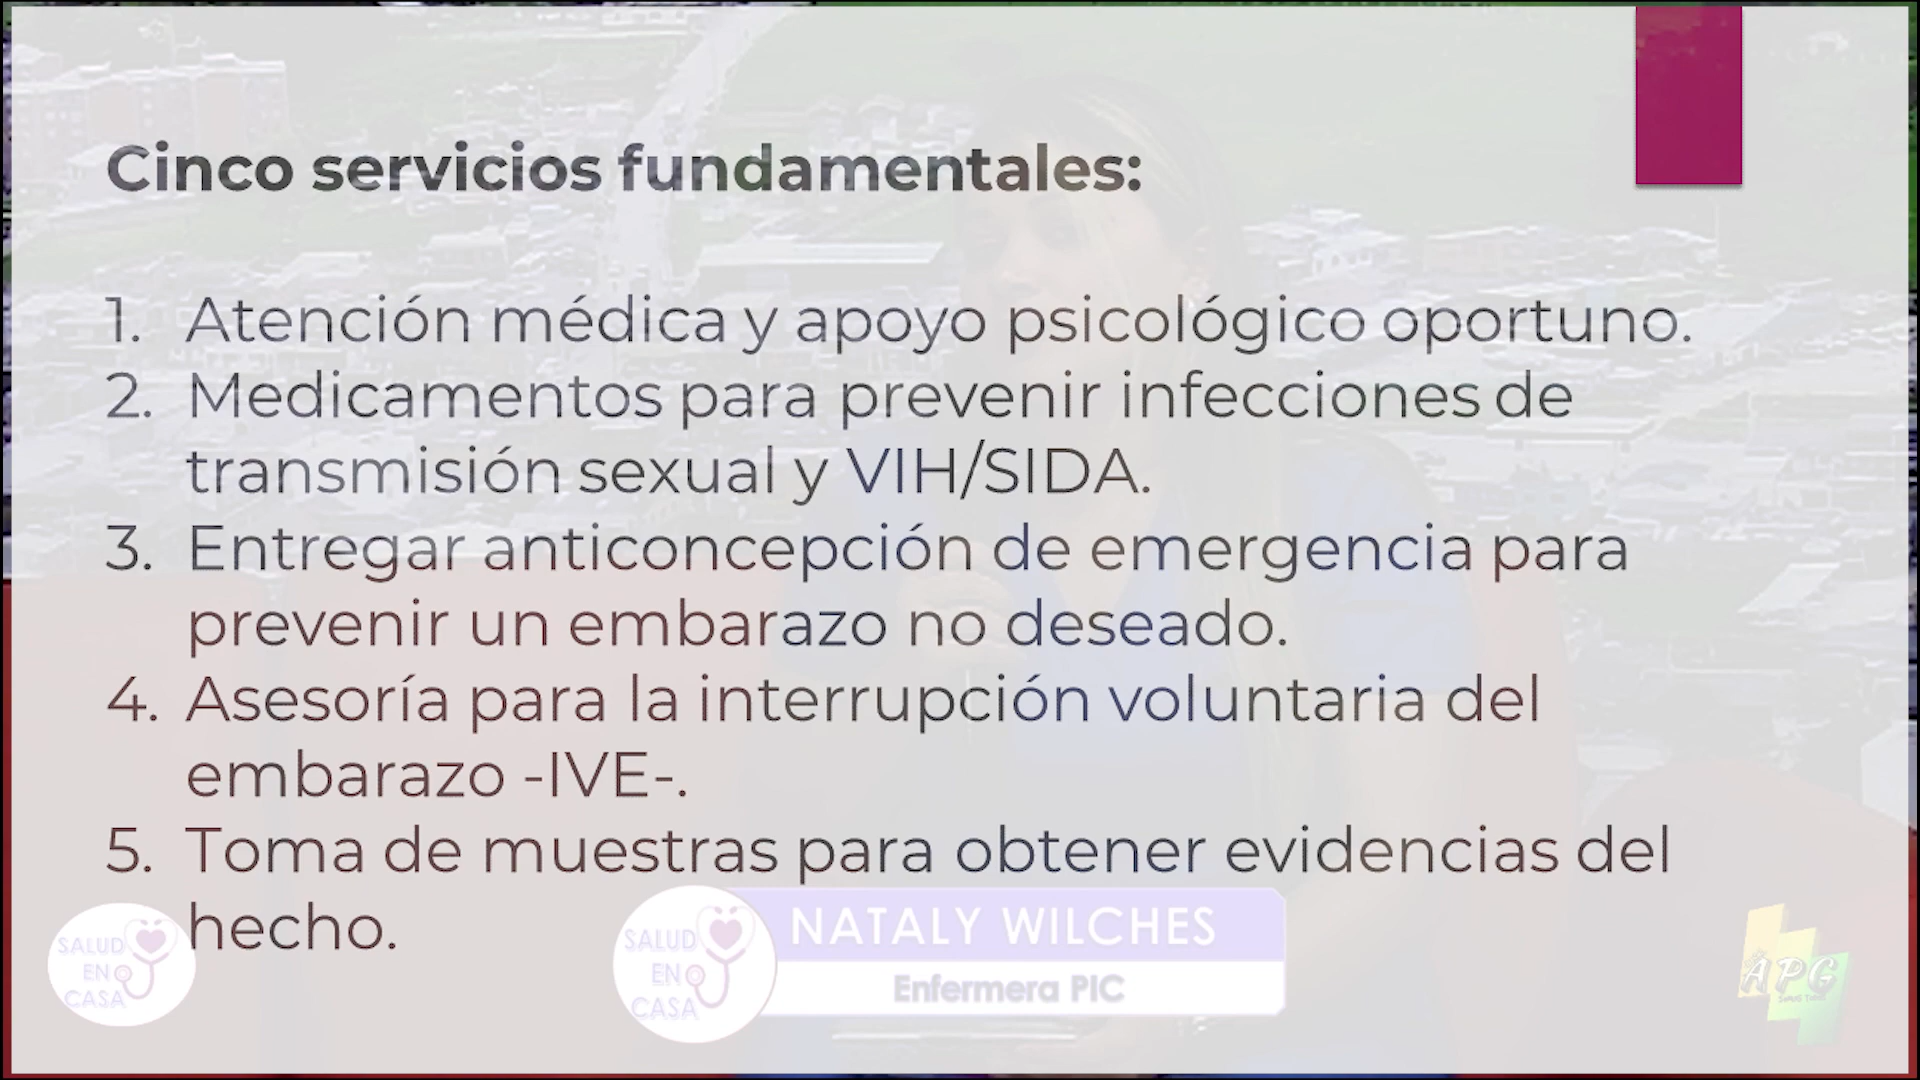 Cinco servicios fundamentales:
1. Atención médica y apoyo psicológico oportuno.
2. Medicamentos para prevenir infecciones de
transmisión sexual y VIH/SIDA.
3. Entregar anticoncepción de emergencia para
prevenir un embarazo no deseado.
4. Asesoría para la interrupción voluntaria del
embarazo -IVE-.
5. Toma de muestras para obtener evidencias del
hecho.
SALUD
EN
CASA
SALUD
EN
CASA
NATALY WILCHES
Enfermera PIC
APG